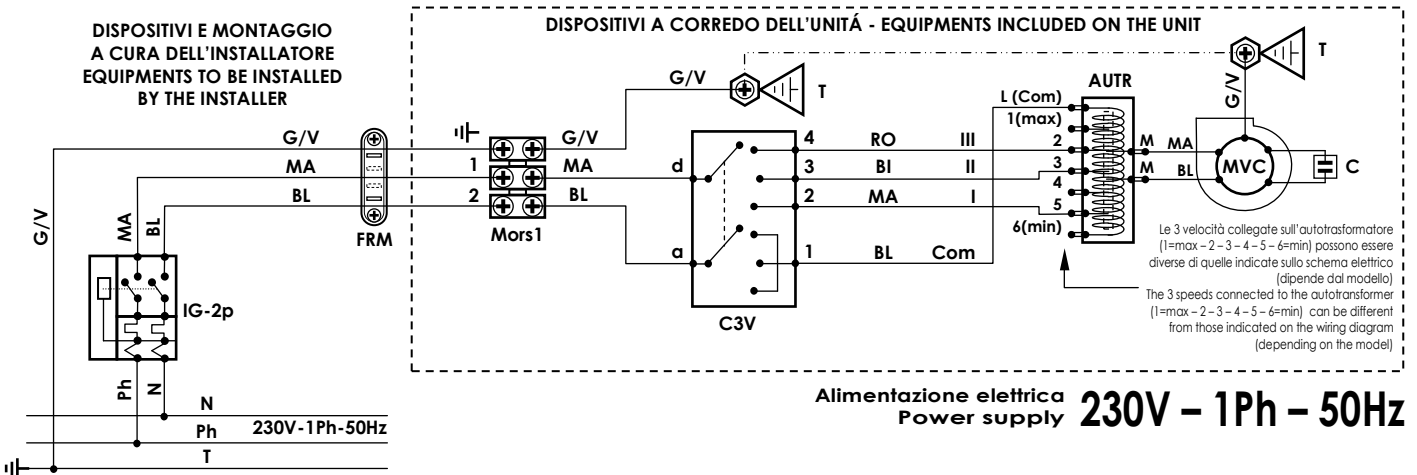 DISPOSITIVI E MONTAGGIO
A CURA DELL'INSTALLATORE
EQUIPMENTS TO BE INSTALLED
BY THE INSTALLER
DISPOSITIVI A CORREDO DELL'UNITÁ - EQUIPMENTS INCLUDED ON THE UNIT
G/V
T
T
G/V
AUTR
L (Com)
1(max)
2
3
4
5
6(min)
G/V
G/V
MA
MA
BL
BL
1
2
FRM
Mors1
d
a
4 RO III
3 BI II
2 MA I
1 BL Com
C3V
M MA
M BL
MVC
C
G/V
MA
BL
IG-2p
Ph
N
N
Ph
T
230V-1Ph-50Hz
Le 3 velocità collegate sull'autotrasformatore
(1=max – 2 – 3 – 4 – 5 – 6=min) possono essere
diverse di quelle indicate sullo schema elettrico
(dipende dal modello)
The 3 speeds connected to the autotransformer
(1=max – 2 – 3 – 4 – 5 – 6=min) can be different
from those indicated on the wiring diagram
(depending on the model)
Alimentazione elettrica
Power supply
230V – 1Ph – 50Hz